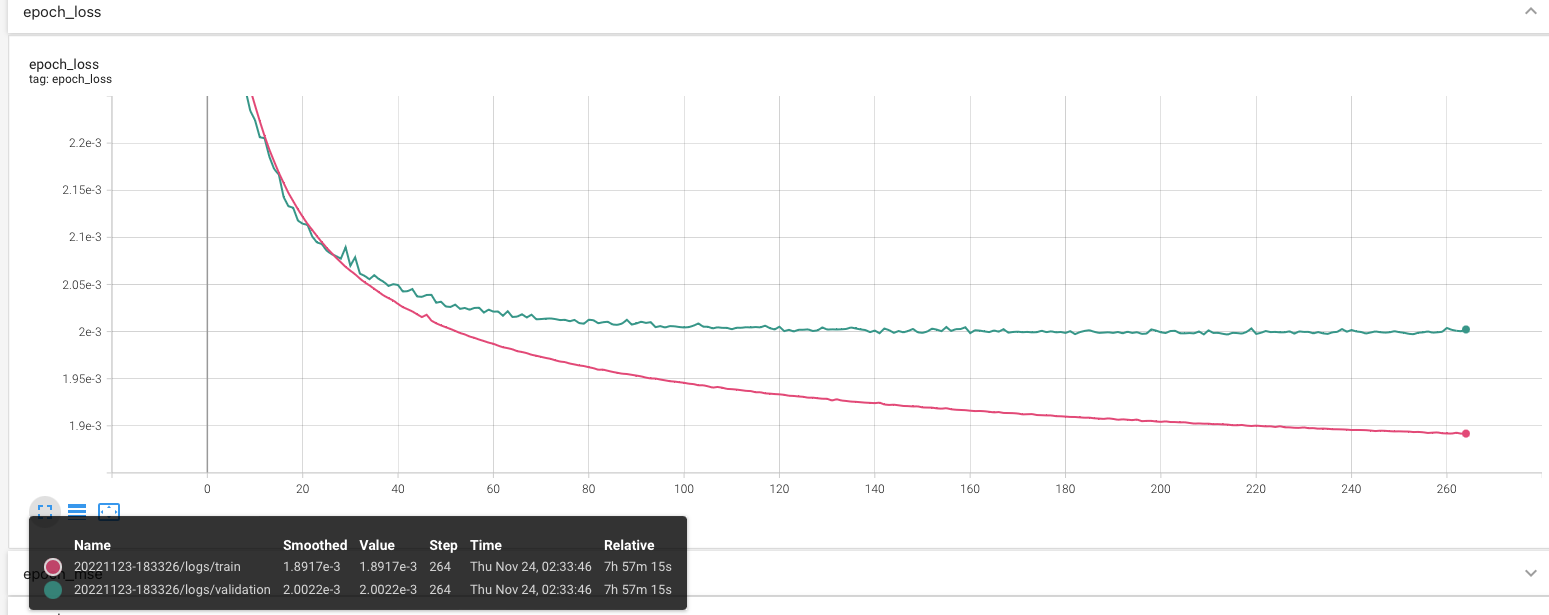 epoch_loss
epoch_loss
tag: epoch_loss
2.2e-3
2.15e-3
2.1e-3
2.05e-3
2e-3
1.95e-3
1.9e-3
0 20 40 60 80 100 120 140 160 180 200 220 240 260
Name Smoothed Value Step Time Relative
20221123-183326/logs/train 1.8917e-3 1.8917e-3 264 Thu Nov 24, 02:33:46 7h 57m 15s
epoch_mse
20221123-183326/logs/validation 2.0022e-3 2.0022e-3 264 Thu Nov 24, 02:33:46 7h 57m 15s